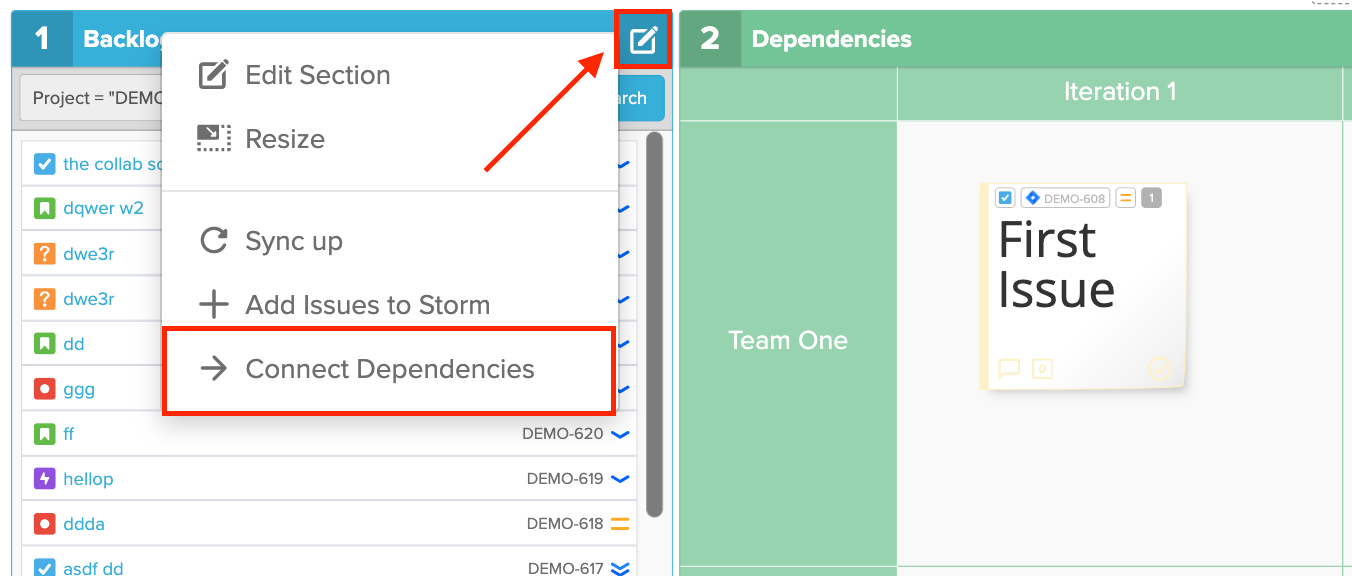 1
Backlo
2 Dependencies
Edit Section
Resize
Sync up
Add Issues to Storm
Connect Dependencies
Project = "DEMO
arch
the collab sc
dqwer w2
dwe3r
dwe3r
dd
ggg
ff DEMO-620
hellop DEMO-619
ddda DEMO-618
asdf dd DEMO-617
Iteration 1
Team One
DEMO-608 1
First
Issue
0